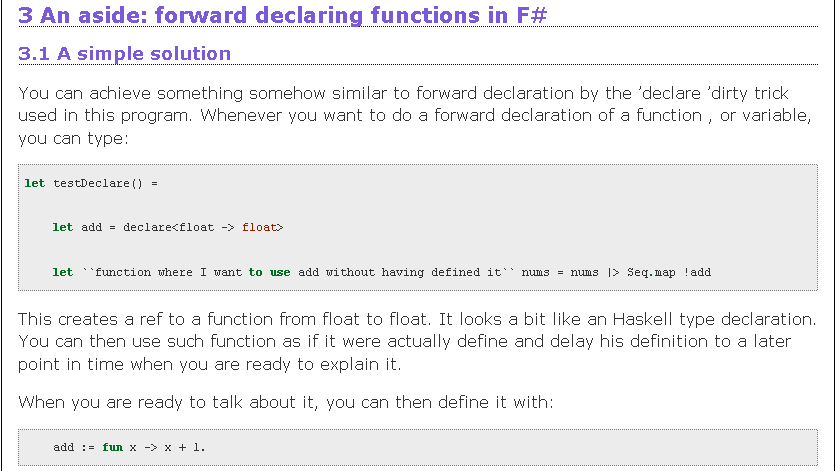 3 An aside: forward declaring functions in F#
3.1 A simple solution
You can achieve something somehow similar to forward declaration by the ’declare ’dirty trick
used in this program. Whenever you want to do a forward declaration of a function , or variable,
you can type:
let testDeclare() =
let add = declare<float -> float>
let ``function where I want to use add without having defined it`` nums = nums |> Seq.map !add
This creates a ref to a function from float to float. It looks a bit like an Haskell type declaration.
You can then use such function as if it were actually define and delay his definition to a later
point in time when you are ready to explain it.
When you are ready to talk about it, you can then define it with:
add := fun x -> x + 1.